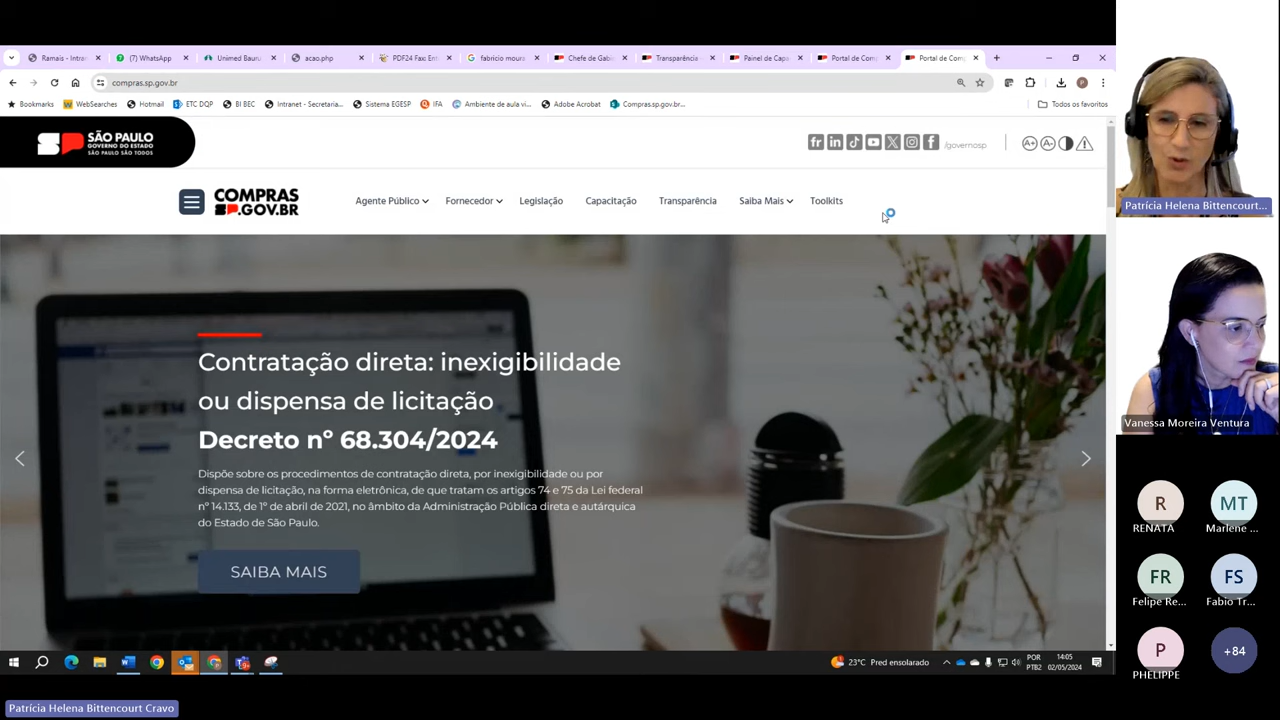 Ramais - Intran
(7) WhatsApp
Unimed Bauru
acao.php
PDF24 Fax: Ent
fabricio moura
Chefe de Gabi
Transparência
Painel de Capa
Portal de Com
Portal de Com
compras.sp.gov.br
P
Bookmarks
WebSearches
Hotmail
ETC DQP
BI BEC
Intranet - Secretaria...
Sistema EGESP
IFA
Ambiente de aula vi...
Adobe Acrobat
Compras.sp.gov.br...
Todos os favoritos
SÃO PAULO
GOVERNO DO ESTADO
SÃO PAULO SÃO TODOS
/governosp
COMPRAS
SP.GOV.BR
Agente Público
Fornecedor
Legislação
Capacitação
Transparência
Saiba Mais
Toolkits
Contratação direta: inexigibilidade
ou dispensa de licitação
Decreto nº 68.304/2024
Dispõe sobre os procedimentos de contratação direta, por inexigibilidade ou por
dispensa de licitação, na forma eletrônica, de que tratam os artigos 74 e 75 da Lei federal
nº 14.133, de 1º de abril de 2021, no âmbito da Administração Pública direta e autárquica
do Estado de São Paulo.
SAIBA MAIS
23°C Pred ensolarado
POR
PTB2
14:05
02/05/2024
Patrícia Helena Bittencourt Cravo
Patrícia Helena Bittencourt...
Vanessa Moreira Ventura
R
RENATA
MT
Marlene ...
FR
Felipe Re...
FS
Fabio Tr...
P
PHELIPPE
+84